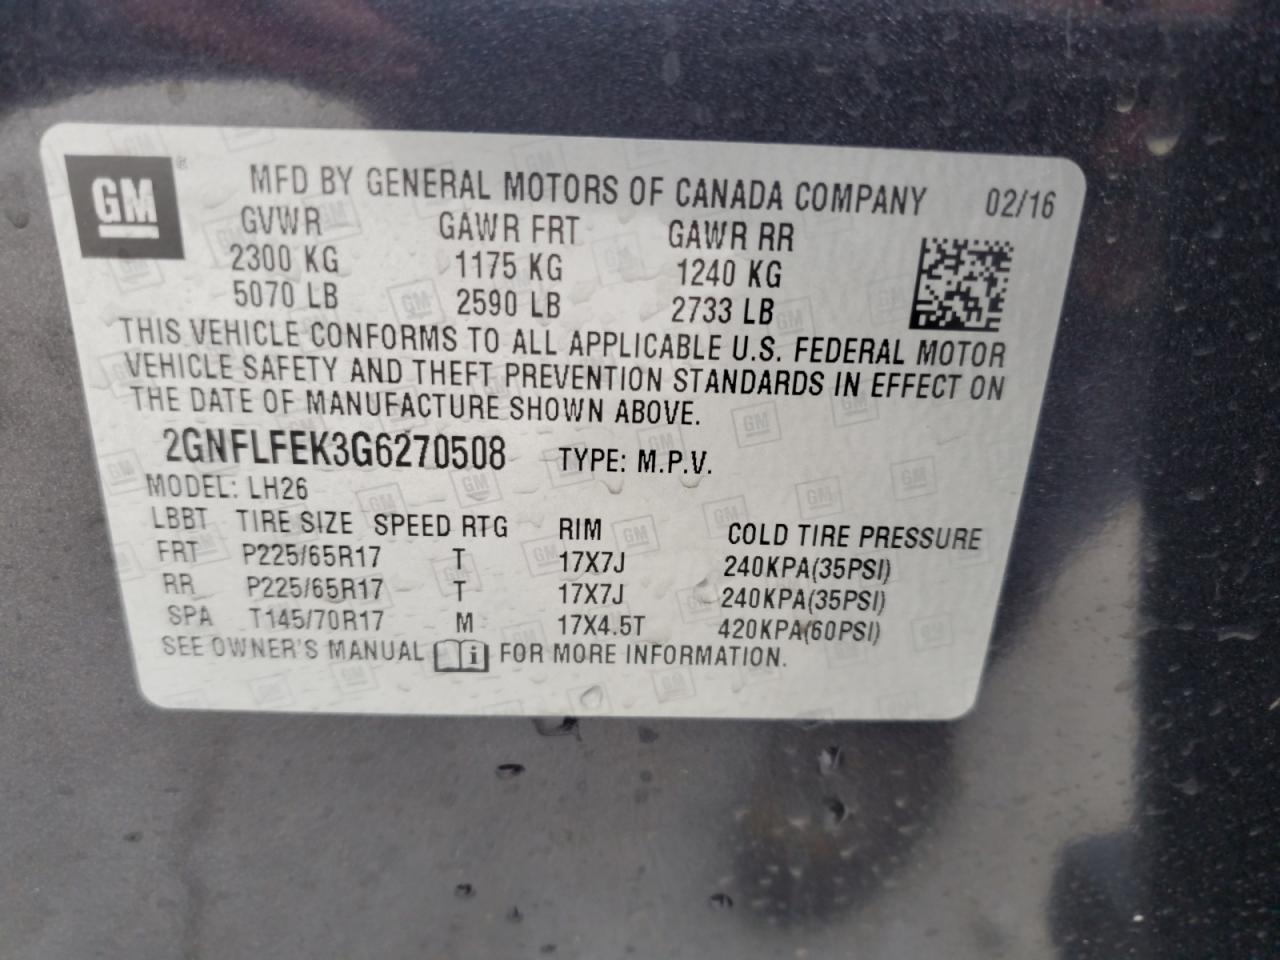 GM ® MFD BY GENERAL MOTORS OF CANADA COMPANY 02/16
GVWR GAWR FRT GAWR RR
2300 KG 1175 KG 1240 KG
5070 LB 2590 LB 2733 LB
THIS VEHICLE CONFORMS TO ALL APPLICABLE U.S. FEDERAL MOTOR
VEHICLE SAFETY AND THEFT PREVENTION STANDARDS IN EFFECT ON
THE DATE OF MANUFACTURE SHOWN ABOVE.
2GNFLFEK3G6270508 TYPE: M.P.V.
MODEL: LH26
LBBT TIRE SIZE SPEED RTG RIM COLD TIRE PRESSURE
FRT P225/65R17 T 17X7J 240KPA(35PSI)
RR P225/65R17 T 17X7J 240KPA(35PSI)
SPA T145/70R17 M 17X4.5T 420KPA(60PSI)
SEE OWNER'S MANUAL i FOR MORE INFORMATION.